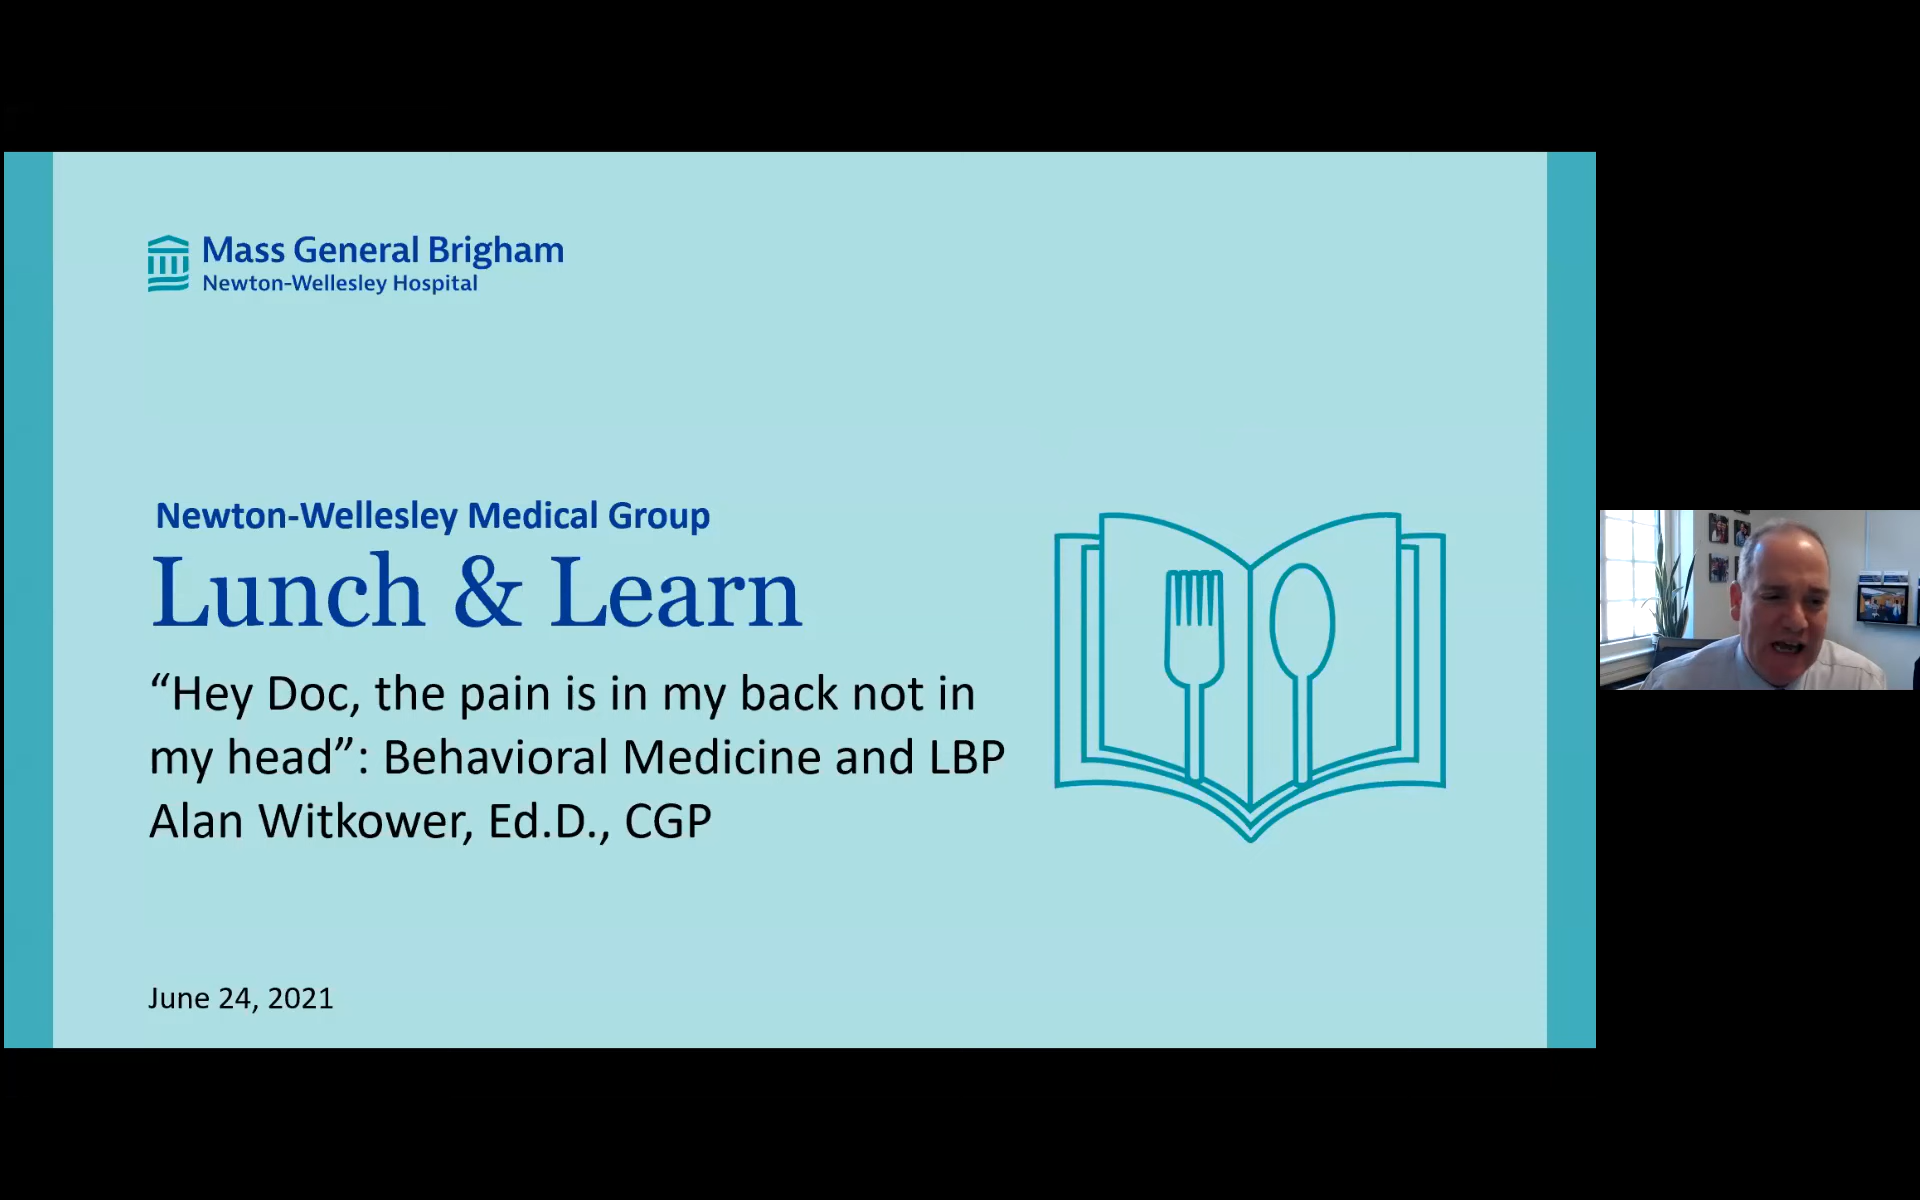 Mass General Brigham
Newton-Wellesley Hospital
Newton-Wellesley Medical Group
Lunch & Learn
“Hey Doc, the pain is in my back not in
my head”: Behavioral Medicine and LBP
Alan Witkower, Ed.D., CGP
June 24, 2021